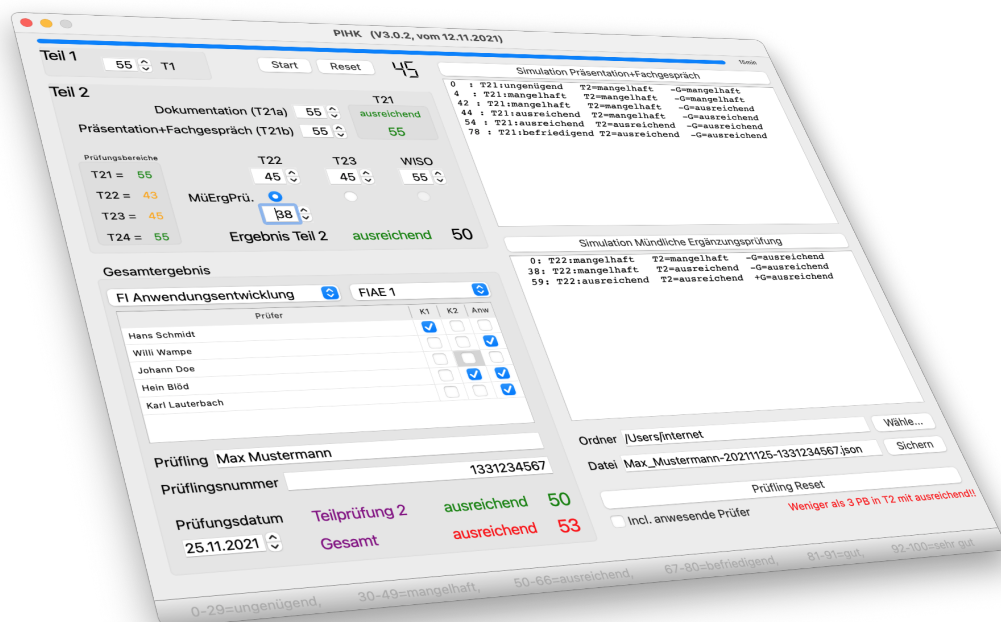 PIHK (V3.0.2, vom 12.11.2021)
15min
Teil 1
55 T1
Start Reset 45
Teil 2
T21
Dokumentation (T21a) 55 ausreichend
Präsentation+Fachgespräch (T21b) 55 55
Prüfungsbereiche
T21 = 55
T22 = 43
T23 = 45
T24 = 55
T22 T23 WISO
45 45 55
MüErgPrü.
38
Ergebnis Teil 2 ausreichend 50
Gesamtergebnis
FI Anwendungsentwicklung FIAE 1
Prüfer K1 K2 Anw
Hans Schmidt
Willi Wampe
Johann Doe
Hein Blöd
Karl Lauterbach
Prüfling Max Mustermann
Prüflingsnummer 1331234567
Prüfungsdatum
25.11.2021
Teilprüfung 2 ausreichend 50
Gesamt ausreichend 53
Simulation Präsentation+Fachgespräch
0 : T21:ungenügend T2=mangelhaft -G=mangelhaft
4 : T21:mangelhaft T2=mangelhaft -G=mangelhaft
42 : T21:mangelhaft T2=mangelhaft -G=ausreichend
44 : T21:ausreichend T2=mangelhaft -G=ausreichend
54 : T21:ausreichend T2=ausreichend -G=ausreichend
78 : T21:befriedigend T2=ausreichend -G=ausreichend
Simulation Mündliche Ergänzungsprüfung
0: T22:mangelhaft T2=mangelhaft -G=ausreichend
38: T22:mangelhaft T2=ausreichend -G=ausreichend
59: T22:ausreichend T2=ausreichend +G=ausreichend
Ordner /Users/internet Wähle...
Datei Max_Mustermann-20211125-1331234567.json Sichern
Prüfling Reset
Incl. anwesende Prüfer Weniger als 3 PB in T2 mit ausreichend!!
0-29=ungenügend, 30-49=mangelhaft, 50-66=ausreichend, 67-80=befriedigend, 81-91=gut, 92-100=sehr gut